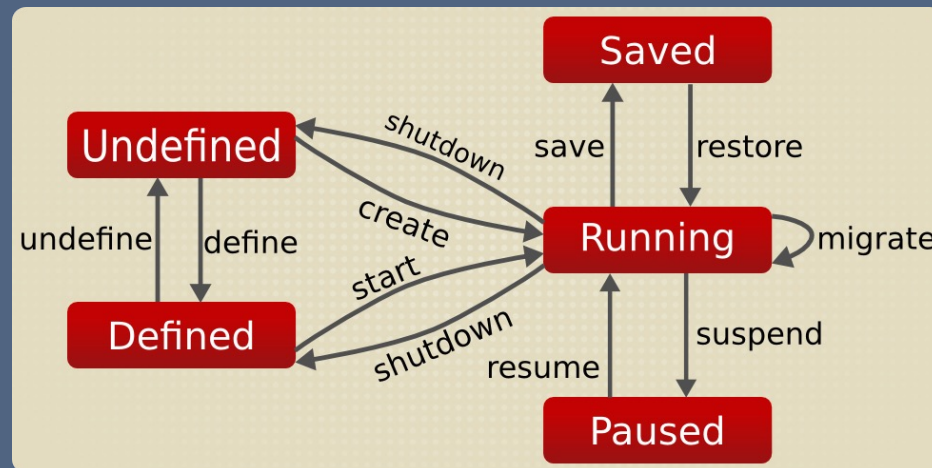 Saved
Undefined
shutdown
save
restore
create
Running
migrate
undefine
define
start
Defined
shutdown
suspend
resume
Paused